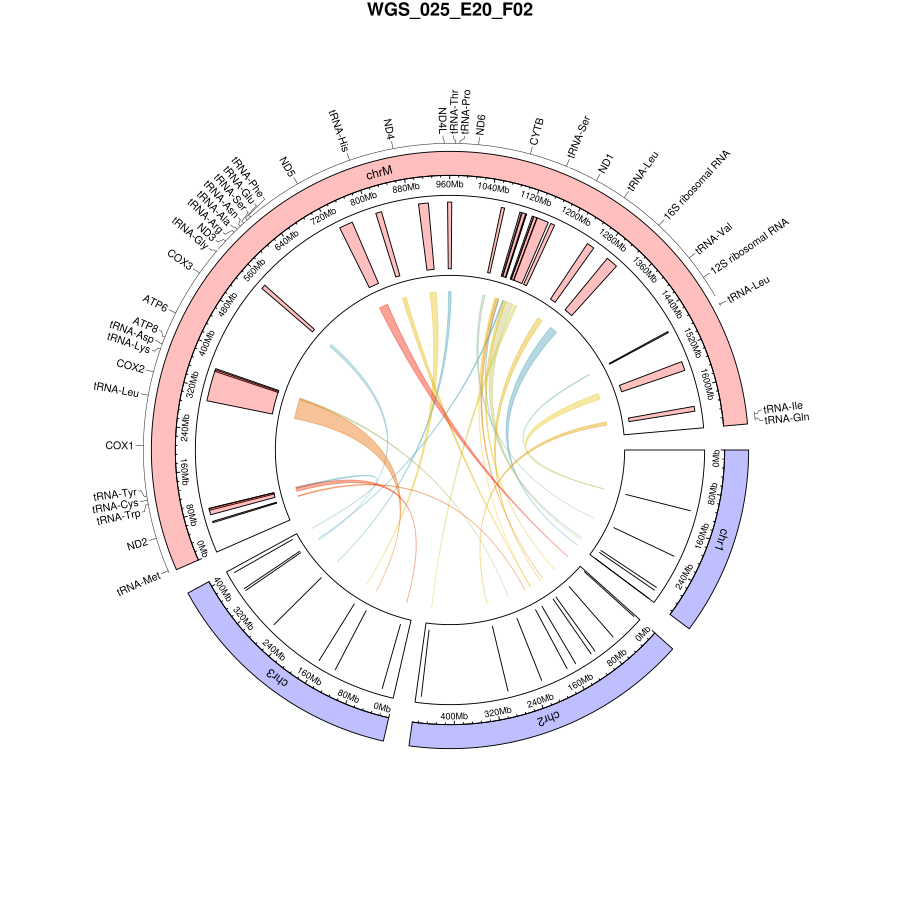 WGS_025_E20_F02
tRNA-Met
ND2
tRNA-Trp
tRNA-Cys
tRNA-Tyr
COX1
tRNA-Leu
COX2
tRNA-Lys
tRNA-Asp
ATP8
ATP6
COX3
tRNA-Gly
ND3
tRNA-Arg
tRNA-Ala
tRNA-Asn
tRNA-Ser
tRNA-Glu
tRNA-Phe
ND5
tRNA-His
ND4
ND4L
tRNA-Thr
tRNA-Pro
ND6
CYTB
tRNA-Ser
ND1
tRNA-Leu
16S ribosomal RNA
tRNA-Val
12S ribosomal RNA
tRNA-Leu
tRNA-Ile
tRNA-Gln
chrM
0Mb
80Mb
160Mb
240Mb
320Mb
400Mb
480Mb
560Mb
640Mb
720Mb
800Mb
880Mb
960Mb
1040Mb
1120Mb
1200Mb
1280Mb
1360Mb
1440Mb
1520Mb
1600Mb
chr1
0Mb
80Mb
160Mb
240Mb
chr2
0Mb
80Mb
160Mb
240Mb
320Mb
400Mb
chr3
0Mb
80Mb
160Mb
240Mb
320Mb
400Mb